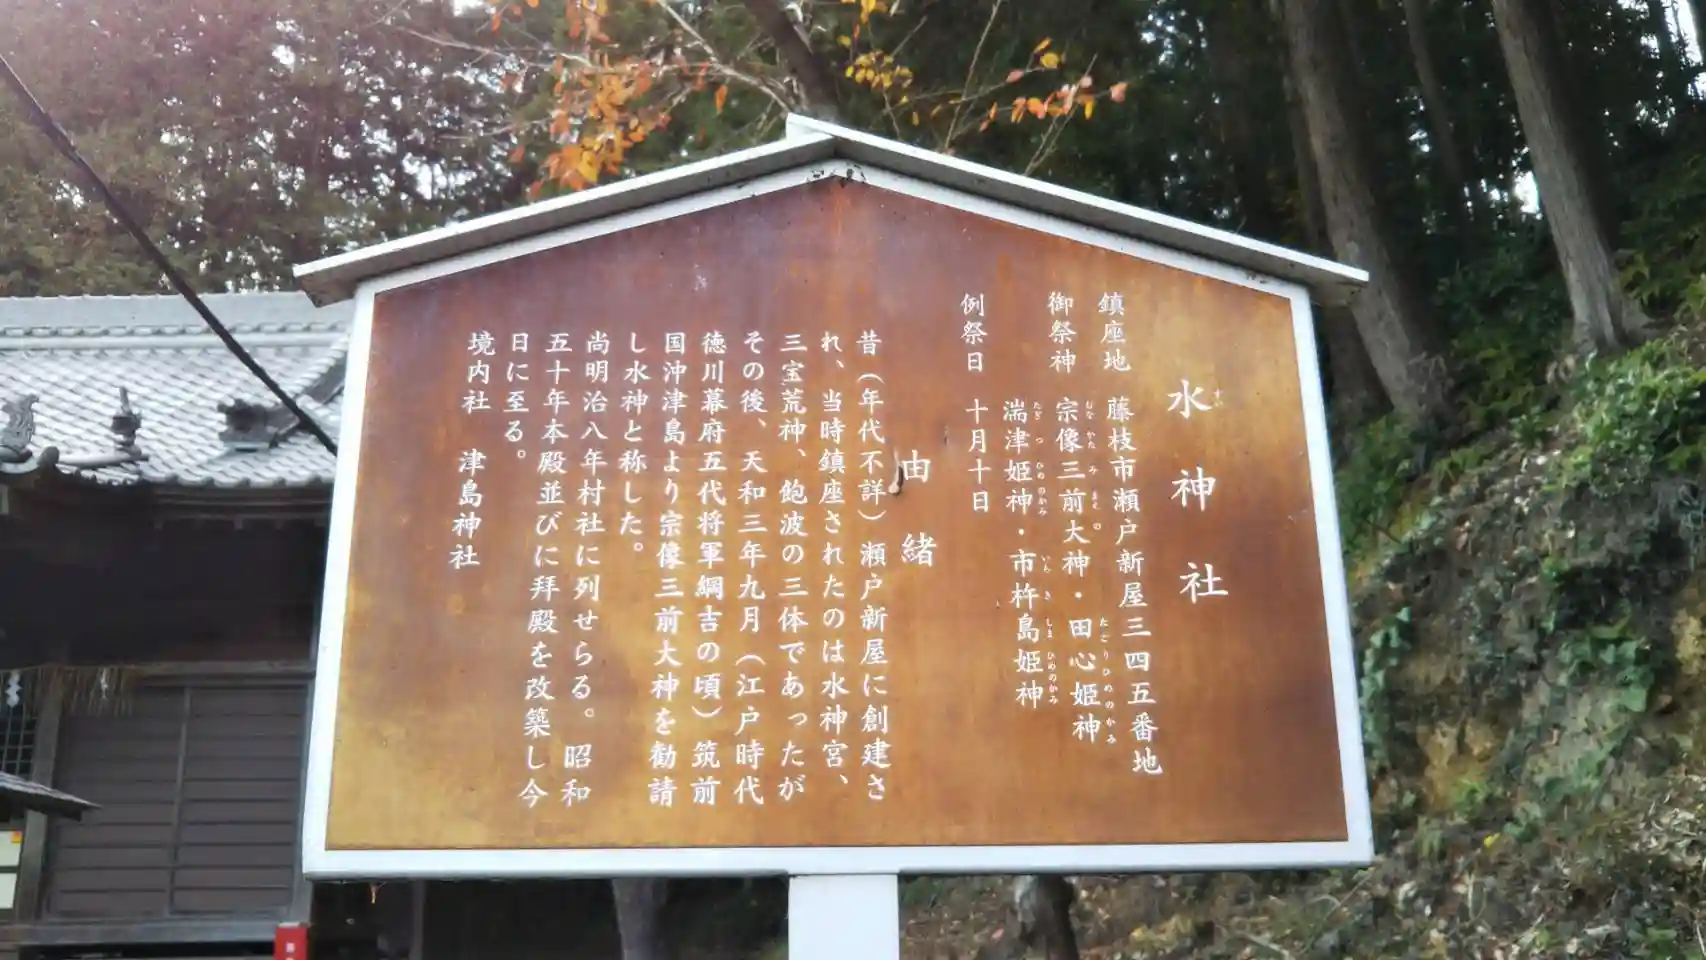 水神社
鎮座地　藤枝市瀬戸新屋三四五番地
御祭神　宗像三前大神・田心姫神
湍津姫神・市杵島姫神
例祭日　十月十日
由緒
昔（年代不詳）瀬戸新屋に創建さ
れ、当時鎮座されたのは水神宮、
三宝荒神、飽波の三体であったが
その後、天和三年九月（江戸時代
徳川幕府五代将軍綱吉の頃）筑前
国沖津島より宗像三前大神を勧請
し水神と称した。
尚明治八年村社に列せらる。昭和
五十年本殿並びに拝殿を改築し今
日に至る。
境内社　津島神社